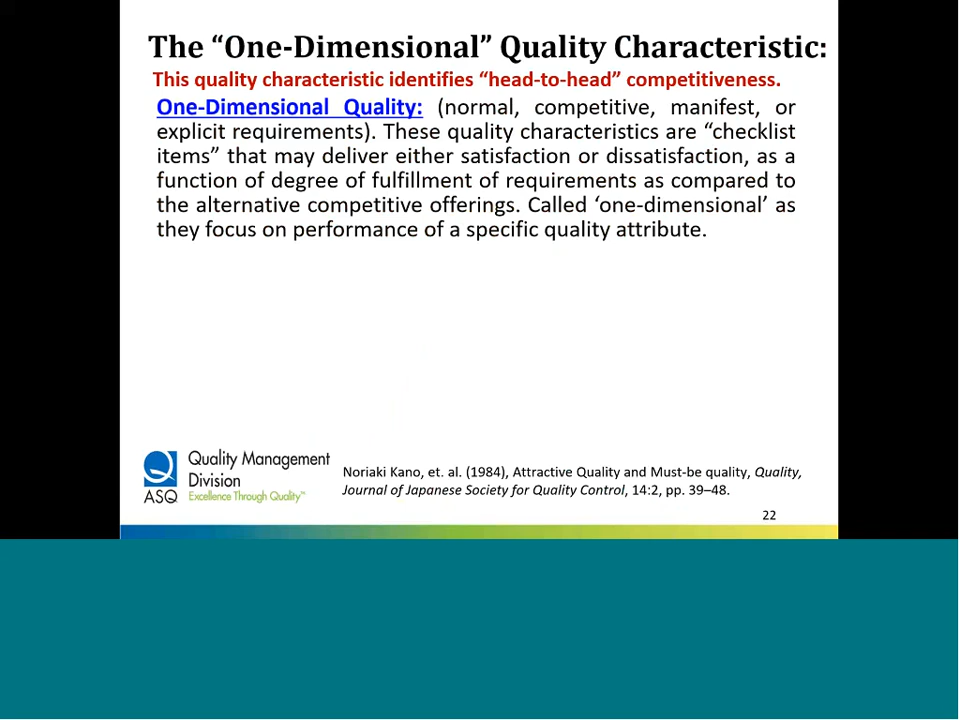 The “One-Dimensional” Quality Characteristic:
This quality characteristic identifies “head-to-head” competitiveness.
One-Dimensional Quality: (normal, competitive, manifest, or
explicit requirements). These quality characteristics are “checklist
items” that may deliver either satisfaction or dissatisfaction, as a
function of degree of fulfillment of requirements as compared to
the alternative competitive offerings. Called ‘one-dimensional’ as
they focus on performance of a specific quality attribute.
Quality Management
Division
Excellence Through Quality™
ASQ
Noriaki Kano, et. al. (1984), Attractive Quality and Must-be quality, Quality,
Journal of Japanese Society for Quality Control, 14:2, pp. 39–48.
22